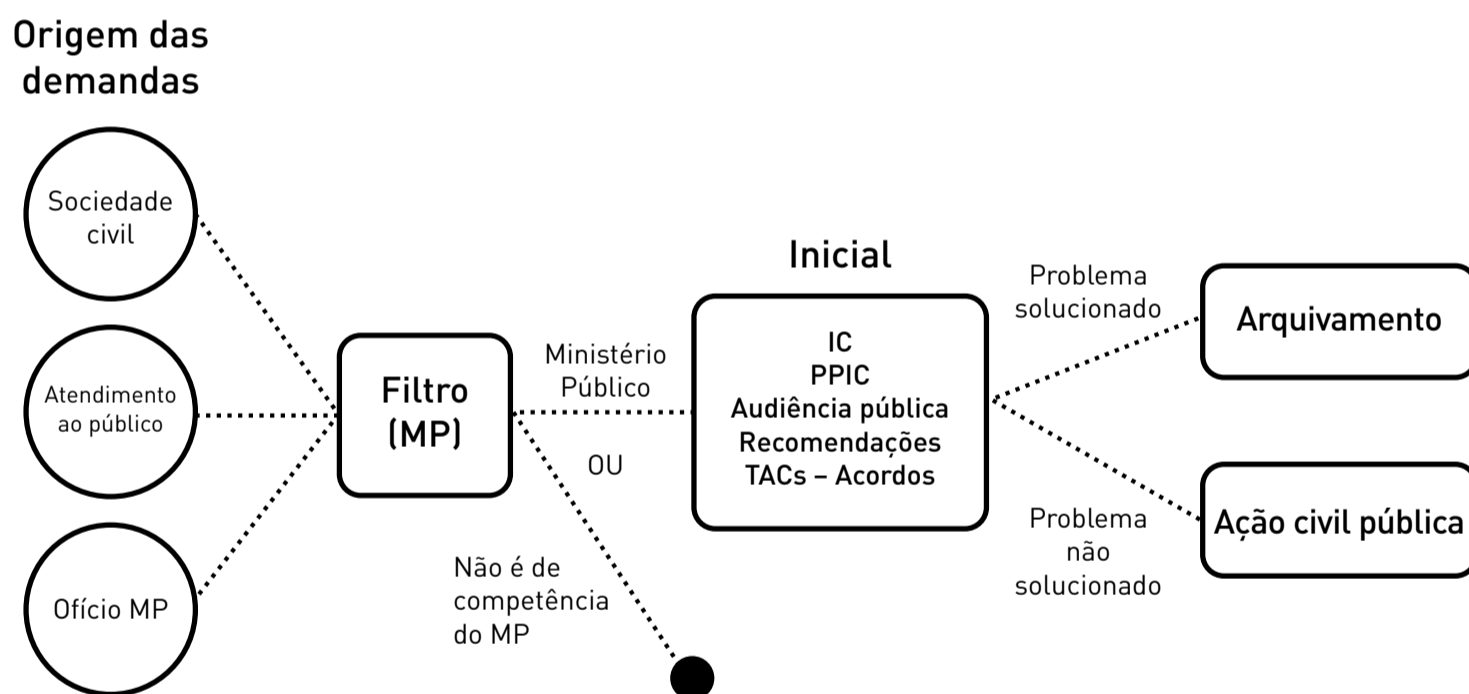 Origem das
demandas
Sociedade
civil
Atendimento
ao público
Ofício MP
Filtro
(MP)
Ministério
Público
OU
Não é de
competência
do MP
Inicial
IC
PPIC
Audiência pública
Recomendações
TACs – Acordos
Problema
solucionado
Problema
não
solucionado
Arquivamento
Ação civil pública